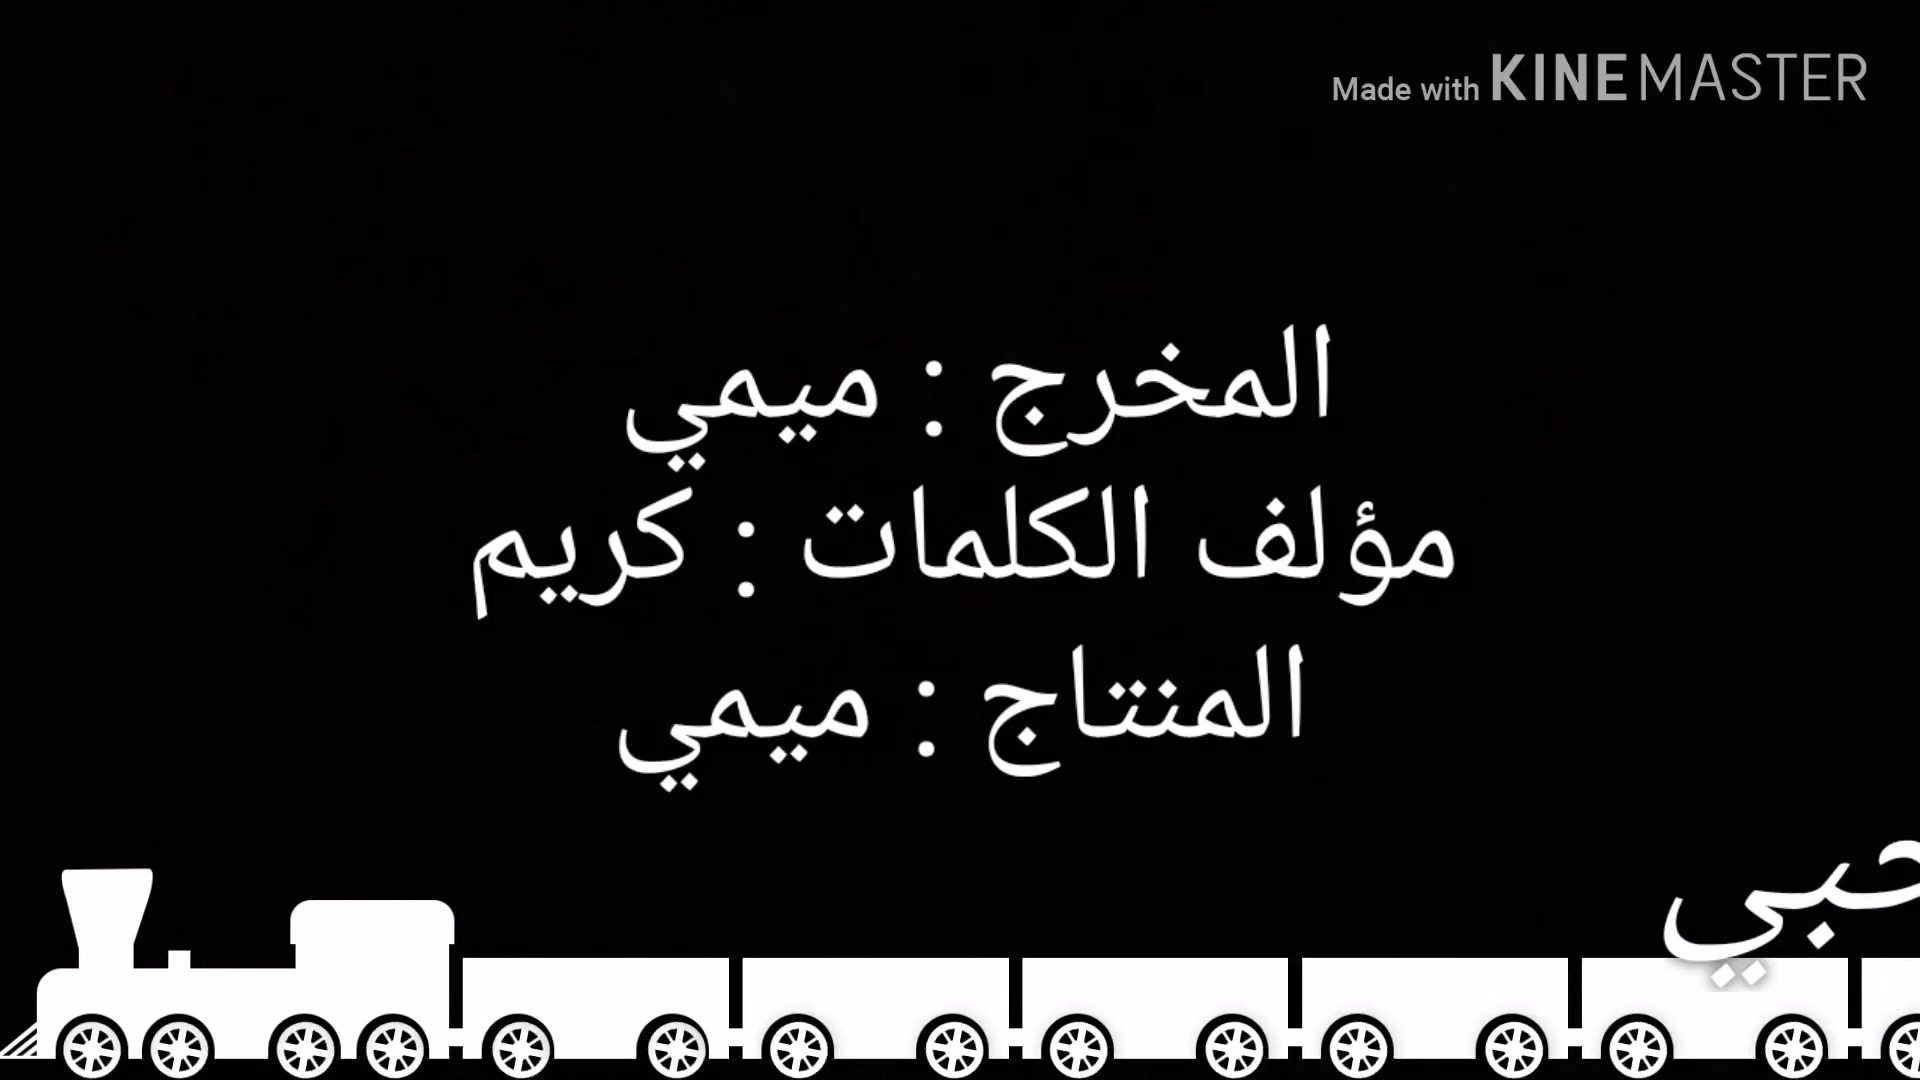 Made with KINEMASTER
المخرج : ميمي
مؤلف الكلمات : كريم
المنتاج : ميمي